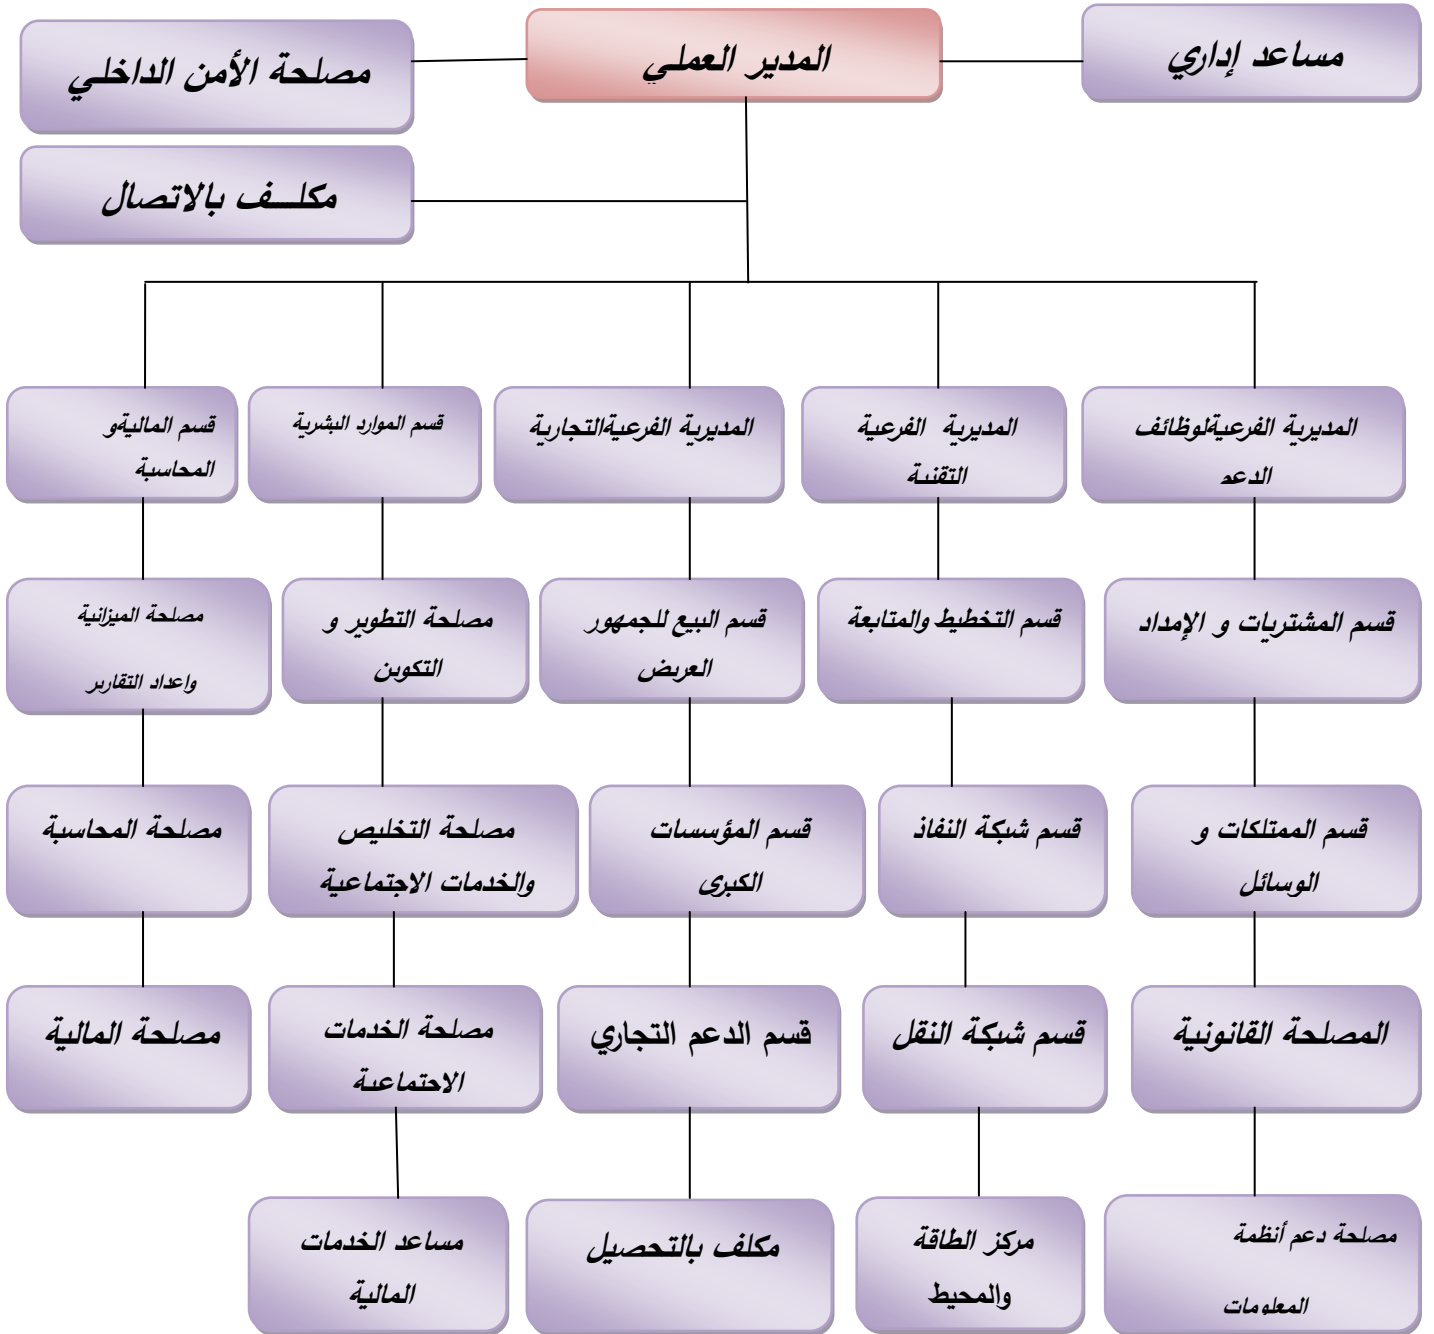 مساعد إداري
المدير العملي
مصلحة الأمن الداخلي
مكلـــف بالاتصال
المديرية الفرعيةلوظائف
الدعم
المديرية الفرعية
التقنية
المديرية الفرعيةالتجارية
قسم الموارد البشرية
قسم الماليةو
المحاسبة
قسم المشتريات و الإمداد
قسم التخطيط والمتابعة
قسم البيع للجمهور
العريض
مصلحة التطوير و
التكوين
مصلحة الميزانية
واعداد التقارير
قسم الممتلكات و
الوسائل
قسم شبكة النفاذ
قسم المؤسسات
الكبرى
مصلحة التخليص
والخدمات الاجتماعية
مصلحة المحاسبة
المصلحة القانونية
قسم شبكة النقل
قسم الدعم التجاري
مصلحة الخدمات
الاجتماعية
مصلحة المالية
مصلحة دعم أنظمة
المعلومات
مركز الطاقة
والمحيط
مكلف بالتحصيل
مساعد الخدمات
المالية